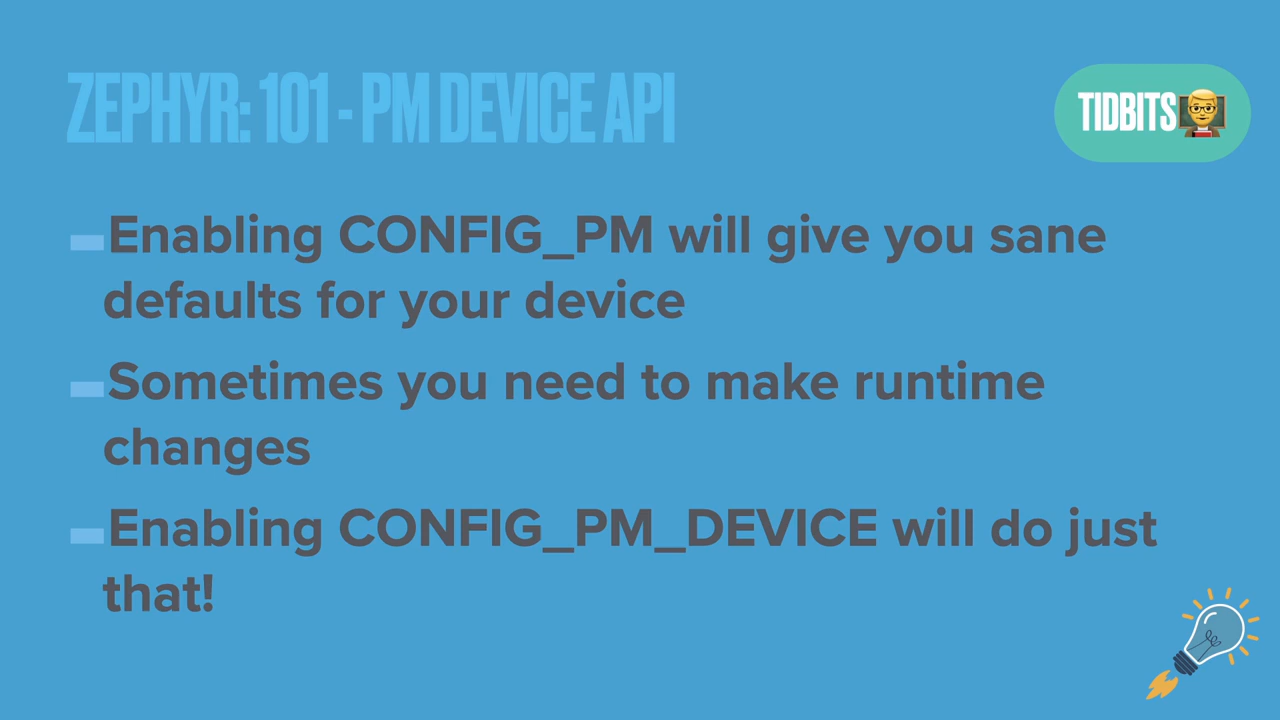 ZEPHYR: 101 - PM DEVICE API
TIDBITS
Enabling CONFIG_PM will give you sane
defaults for your device
Sometimes you need to make runtime
changes
Enabling CONFIG_PM_DEVICE will do just
that!